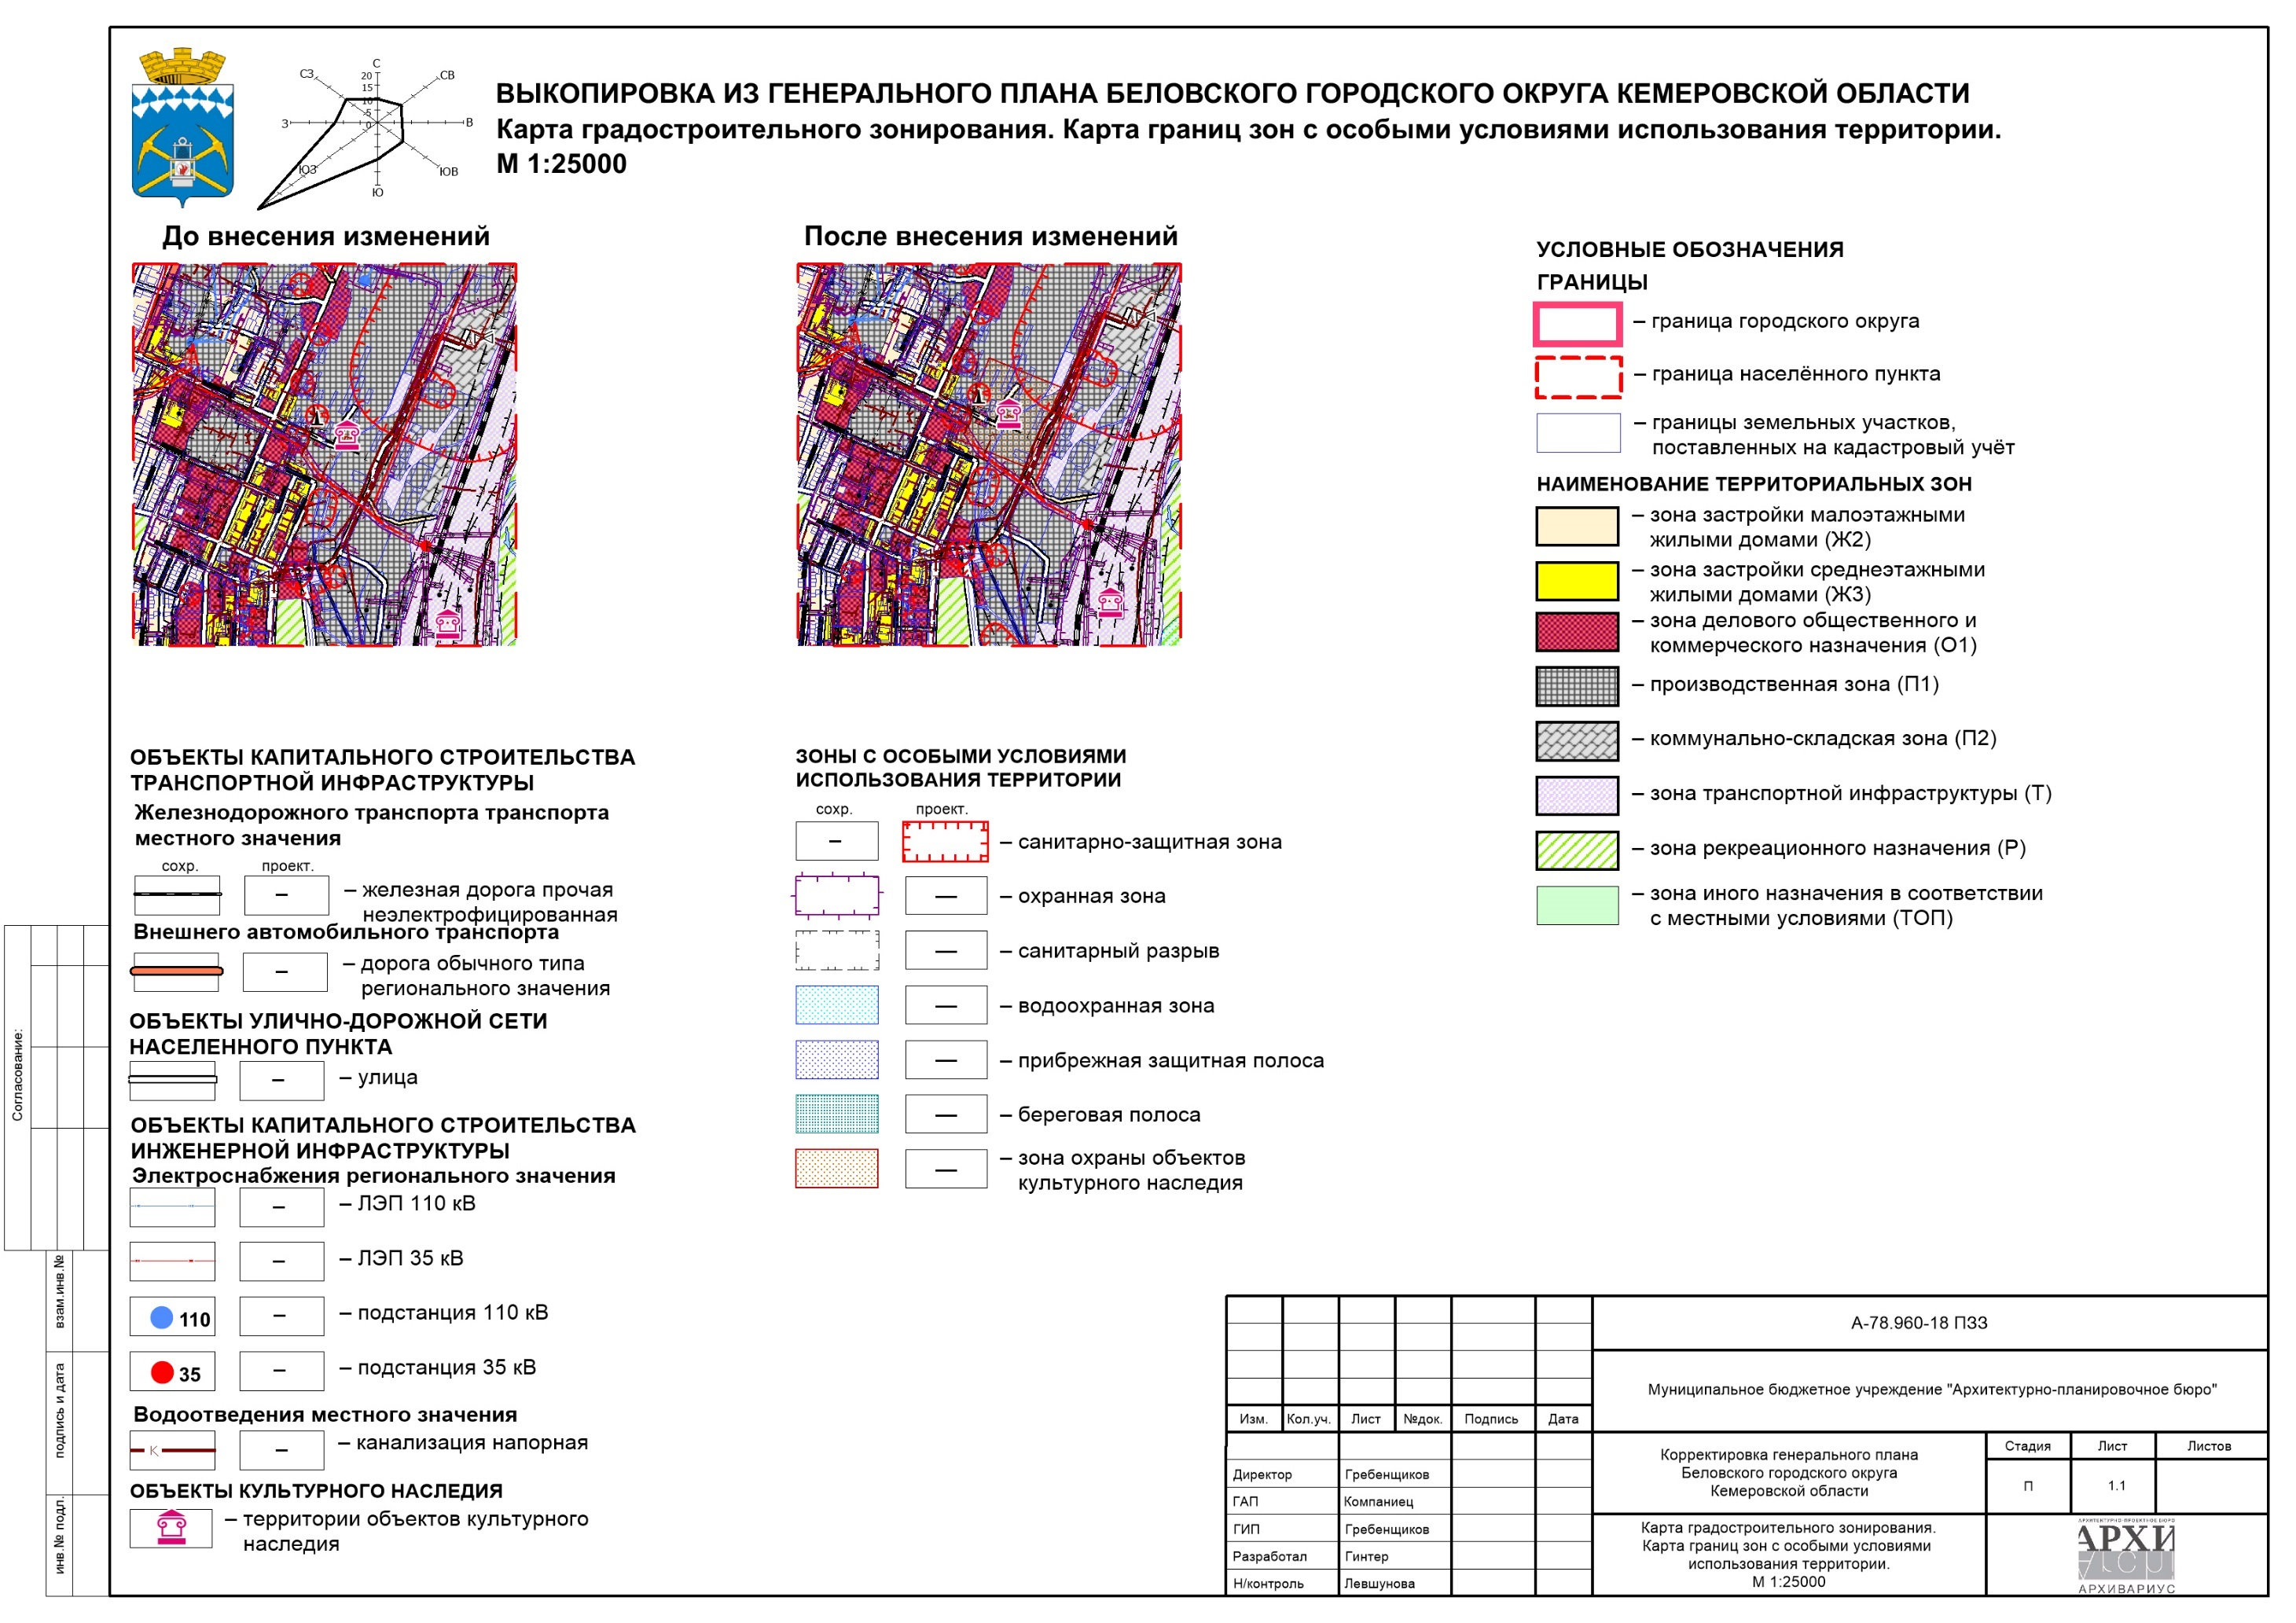 ВЫКОПИРОВКА ИЗ ГЕНЕРАЛЬНОГО ПЛАНА БЕЛОВСКОГО ГОРОДСКОГО ОКРУГА КЕМЕРОВСКОЙ ОБЛАСТИ
Карта градостроительного зонирования. Карта границ зон с особыми условиями использования территории.
М 1:25000
С
СВ
В
ЮВ
Ю
ЮЗ
З
СЗ
20
15
10
5
0
До внесения изменений
После внесения изменений
УСЛОВНЫЕ ОБОЗНАЧЕНИЯ
ГРАНИЦЫ
– граница городского округа
– граница населённого пункта
– границы земельных участков,
поставленных на кадастровый учёт
НАИМЕНОВАНИЕ ТЕРРИТОРИАЛЬНЫХ ЗОН
– зона застройки малоэтажными
жилыми домами (Ж2)
– зона застройки среднеэтажными
жилыми домами (Ж3)
– зона делового общественного и
коммерческого назначения (О1)
– производственная зона (П1)
– коммунально-складская зона (П2)
– зона транспортной инфраструктуры (Т)
– зона рекреационного назначения (Р)
– зона иного назначения в соответствии
с местными условиями (ТОП)
ОБЪЕКТЫ КАПИТАЛЬНОГО СТРОИТЕЛЬСТВА
ТРАНСПОРТНОЙ ИНФРАСТРУКТУРЫ
Железнодорожного транспорта транспорта
местного значения
сохр. проект.
– железная дорога прочая
неэлектрофицированная
Внешнего автомобильного транспорта
– дорога обычного типа
регионального значения
ОБЪЕКТЫ УЛИЧНО-ДОРОЖНОЙ СЕТИ
НАСЕЛЕННОГО ПУНКТА
– улица
ОБЪЕКТЫ КАПИТАЛЬНОГО СТРОИТЕЛЬСТВА
ИНЖЕНЕРНОЙ ИНФРАСТРУКТУРЫ
Электроснабжения регионального значения
– ЛЭП 110 кВ
– ЛЭП 35 кВ
110 – подстанция 110 кВ
35 – подстанция 35 кВ
Водоотведения местного значения
К – канализация напорная
ОБЪЕКТЫ КУЛЬТУРНОГО НАСЛЕДИЯ
– территории объектов культурного
наследия
ЗОНЫ С ОСОБЫМИ УСЛОВИЯМИ
ИСПОЛЬЗОВАНИЯ ТЕРРИТОРИИ
сохр. проект.
– санитарно-защитная зона
– охранная зона
– санитарный разрыв
– водоохранная зона
– прибрежная защитная полоса
– береговая полоса
– зона охраны объектов
культурного наследия
Согласование:
взам.инв.№
подпись и дата
инв.№ подл.
А-78.960-18 ПЗЗ
Муниципальное бюджетное учреждение "Архитектурно-планировочное бюро"
Изм. Кол.уч. Лист №док. Подпись Дата
Директор Гребенщиков
ГАП Компаниец
ГИП Гребенщиков
Разработал Гинтер
Н/контроль Левшунова
Корректировка генерального плана
Беловского городского округа
Кемеровской области
Стадия Лист Листов
П 1.1
Карта градостроительного зонирования.
Карта границ зон с особыми условиями
использования территории.
М 1:25000
АРХИТЕКТУРНО-ПРОЕКТНОЕ БЮРО
АРХИ
АРХИВАРИУС